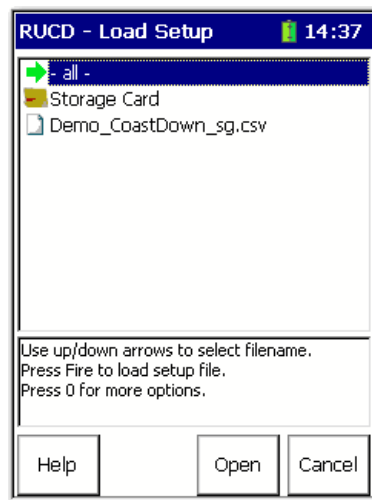 RUCD - Load Setup 14:37
- all -
Storage Card
Demo_CoastDown_sg.csv
Use up/down arrows to select filename.
Press Fire to load setup file.
Press 0 for more options.
Help Open Cancel